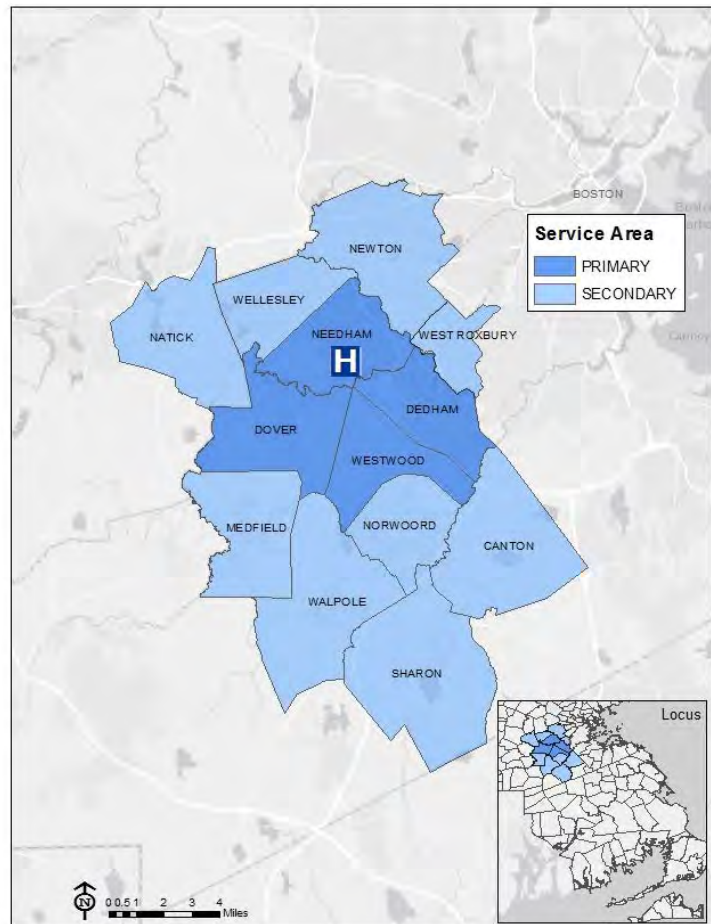 BOSTON
NEWTON
Service Area
PRIMARY
SECONDARY
WELLESLEY
NATICK
NEEDHAM
WEST ROXBURY
H
DEDHAM
DOVER
WESTWOOD
MEDFIELD
NORWOORD
CANTON
WALPOLE
SHARON
Locus
N
0 0.5 1 2 3 4
Miles